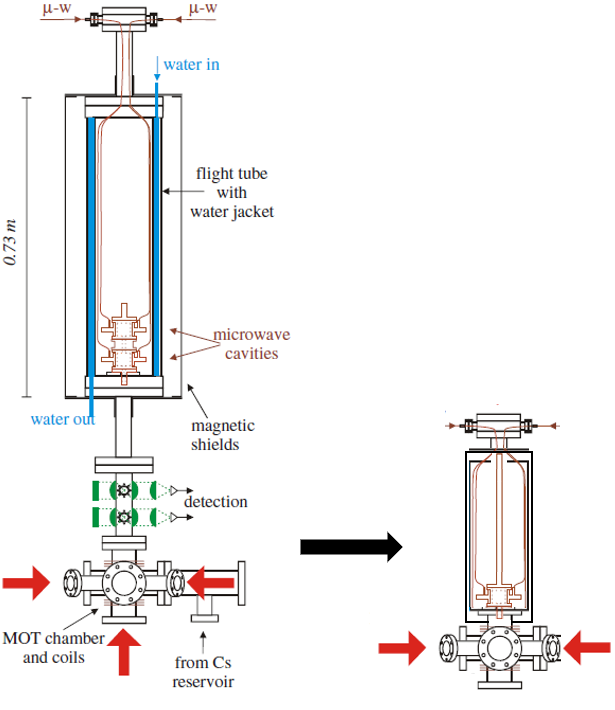 μ-w
μ-w
water in
flight tube
with
water jacket
0.73 m
microwave
cavities
water out
magnetic
shields
detection
MOT chamber
and coils
from Cs
reservoir